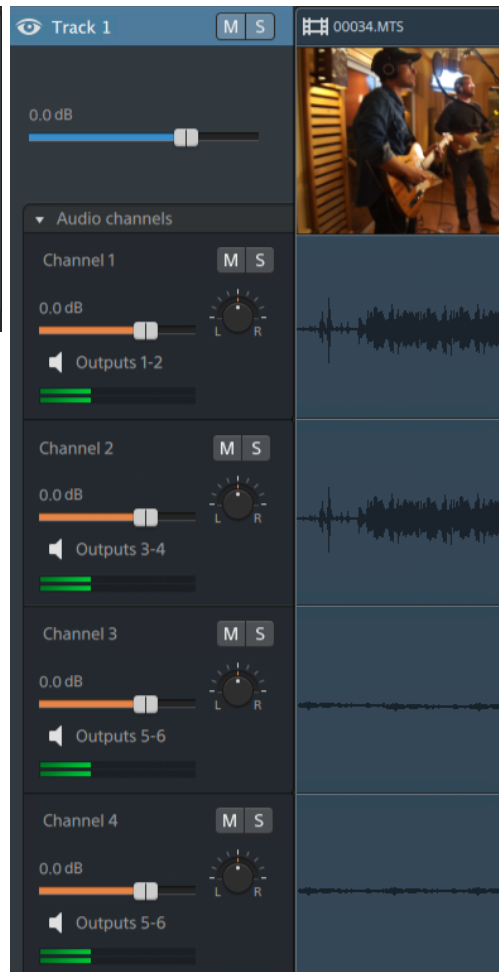 Track 1 M S 00034.MTS
0.0 dB
Audio channels
Channel 1 M S
0.0 dB
L R
Outputs 1-2
Channel 2 M S
0.0 dB
L R
Outputs 3-4
Channel 3 M S
0.0 dB
L R
Outputs 5-6
Channel 4 M S
0.0 dB
L R
Outputs 5-6